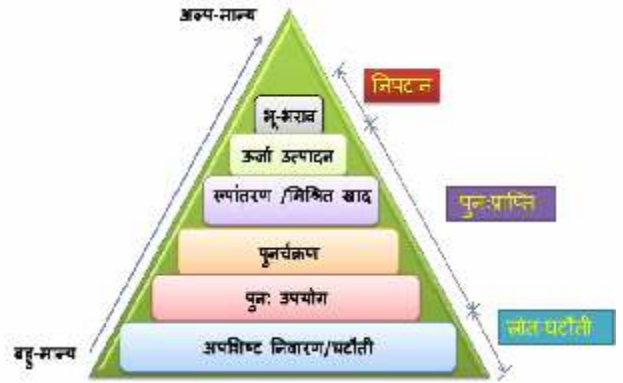 अल्प-मान्य
निपटान
भू-भराव
ऊर्जा उत्पादन
रूपांतरण /मिश्रित खाद
पुनःप्राप्ति
पुनर्चक्रण
पुन: उपयोग
स्रोत घटौती
अपशिष्ट निवारण/घटौती
बहु-मान्य